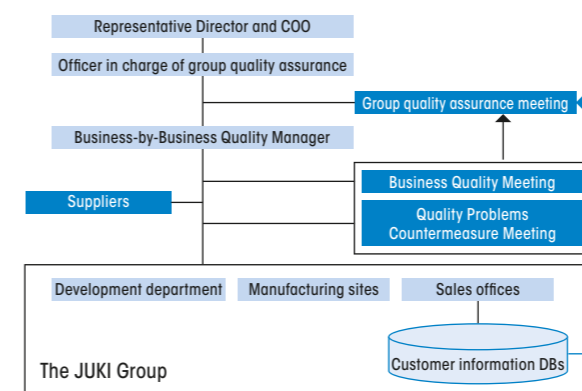 Representative Director and COO
Officer in charge of group quality assurance
Group quality assurance meeting
Business-by-Business Quality Manager
Business Quality Meeting
Suppliers
Quality Problems
Countermeasure Meeting
Development department
Manufacturing sites
Sales offices
Customer information DBs
The JUKI Group